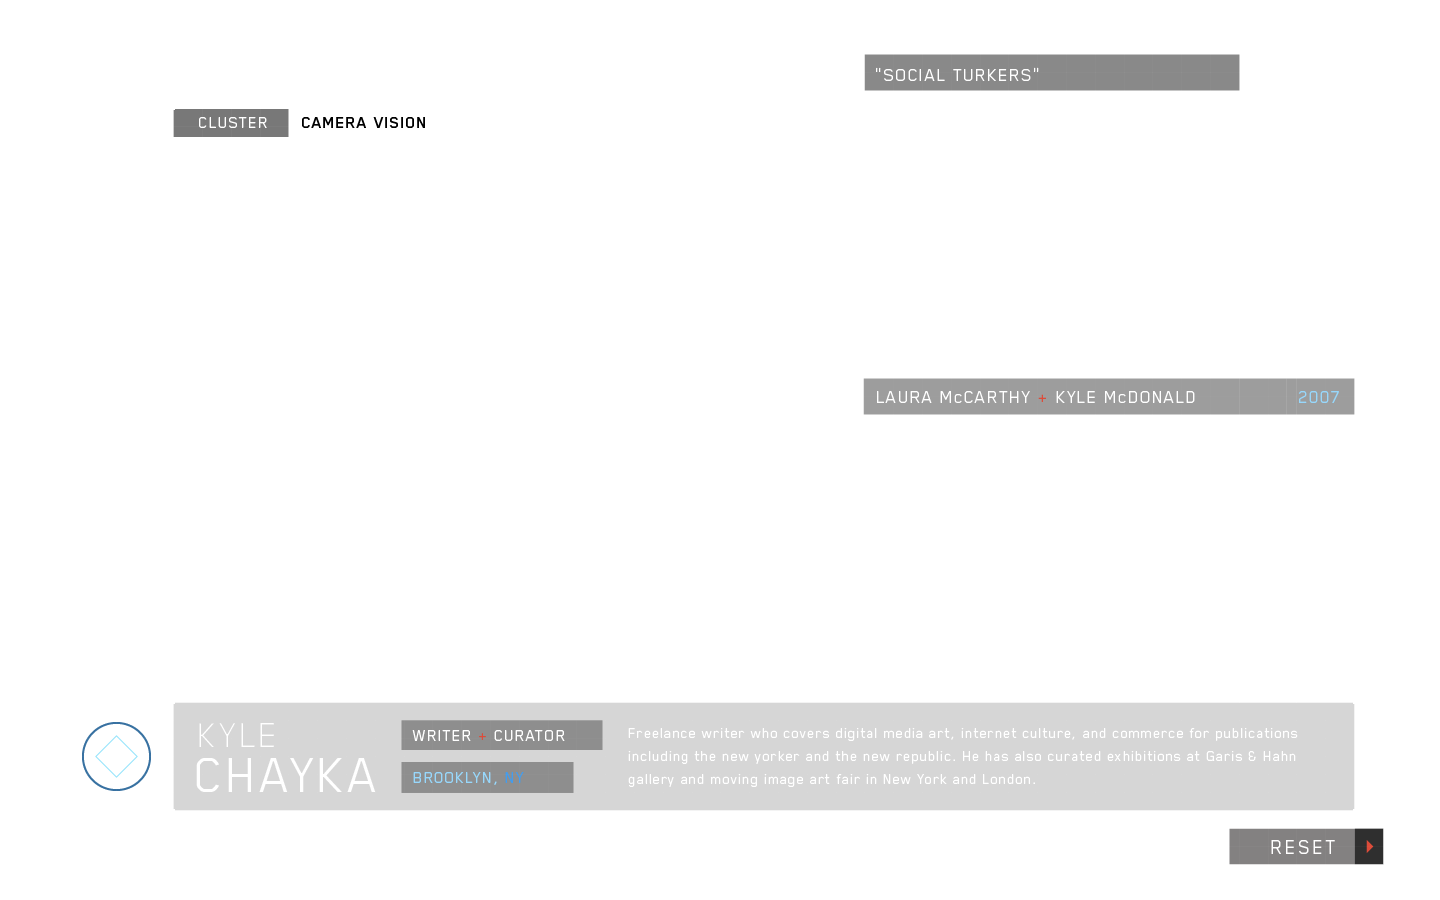 "SOCIAL TURKERS"
CLUSTER CAMERA VISION
LAURA McCARTHY + KYLE McDONALD 2007
KYLE
CHAYKA
WRITER + CURATOR
BROOKLYN, NY
Freelance writer who covers digital media art, internet culture, and commerce for publications
including the new yorker and the new republic. He has also curated exhibitions at Garis & Hahn
gallery and moving image art fair in New York and London.
RESET